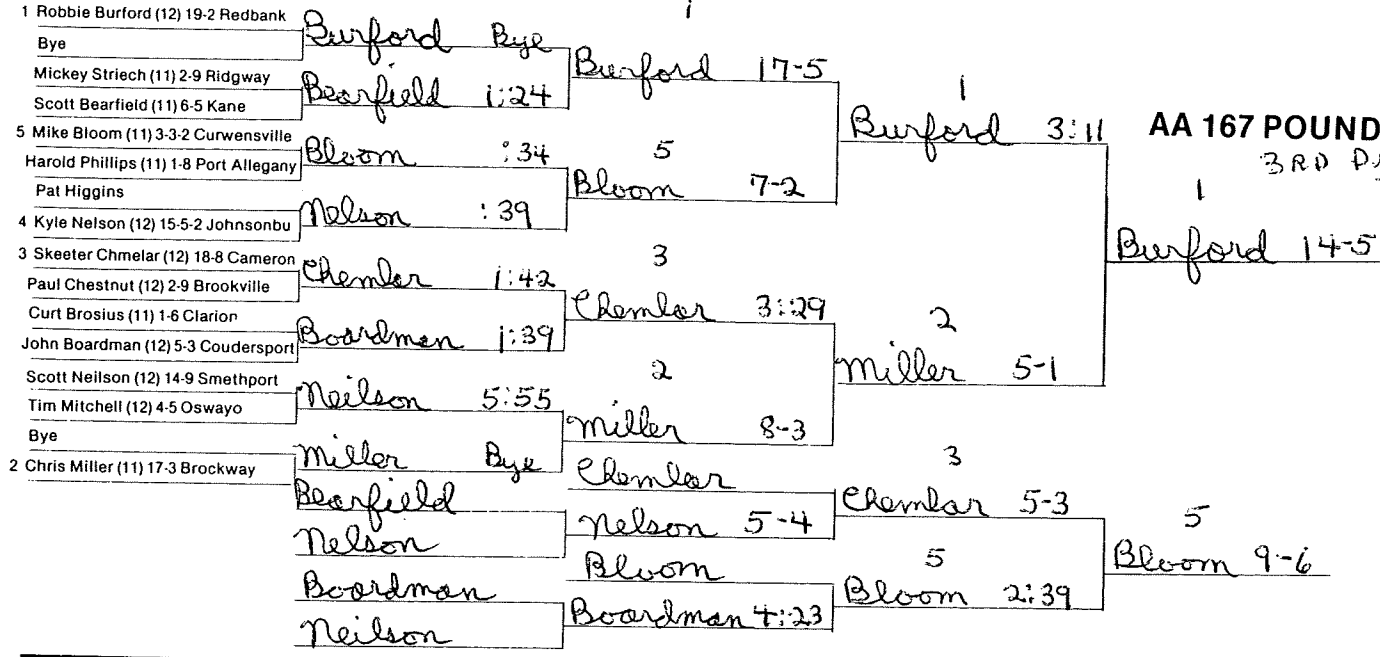 1 Robbie Burford (12) 19-2 Redbank
Bye
Mickey Striech (11) 2-9 Ridgway
Scott Bearfield (11) 6-5 Kane
5 Mike Bloom (11) 3-3-2 Curwensville
Harold Phillips (11) 1-8 Port Allegany
Pat Higgins
4 Kyle Nelson (12) 15-5-2 Johnsonbu
3 Skeeter Chmelar (12) 18-8 Cameron
Paul Chestnut (12) 2-9 Brookville
Curt Brosius (11) 1-6 Clarion
John Boardman (12) 5-3 Coudersport
Scott Neilson (12) 14-9 Smethport
Tim Mitchell (12) 4-5 Oswayo
Bye
2 Chris Miller (11) 17-3 Brockway
Burford Bye
Bearfield 1:24
Bloom :34
Nelson :39
Chemlar 1:42
Boardman 1:39
Neilson 5:55
Miller Bye
Bearfield
Nelson
Boardman
Neilson
1
Burford 17-5
5
Bloom 7-2
3
Chemlar 3:29
2
Miller 8-3
Chemlar
Nelson 5-4
Bloom
Boardman 4:23
1
Burford 3:11
2
Miller 5-1
3
Chemlar 5-3
5
Bloom 2:39
AA 167 POUND
3RD
1
Burford 14-5
5
Bloom 9-6